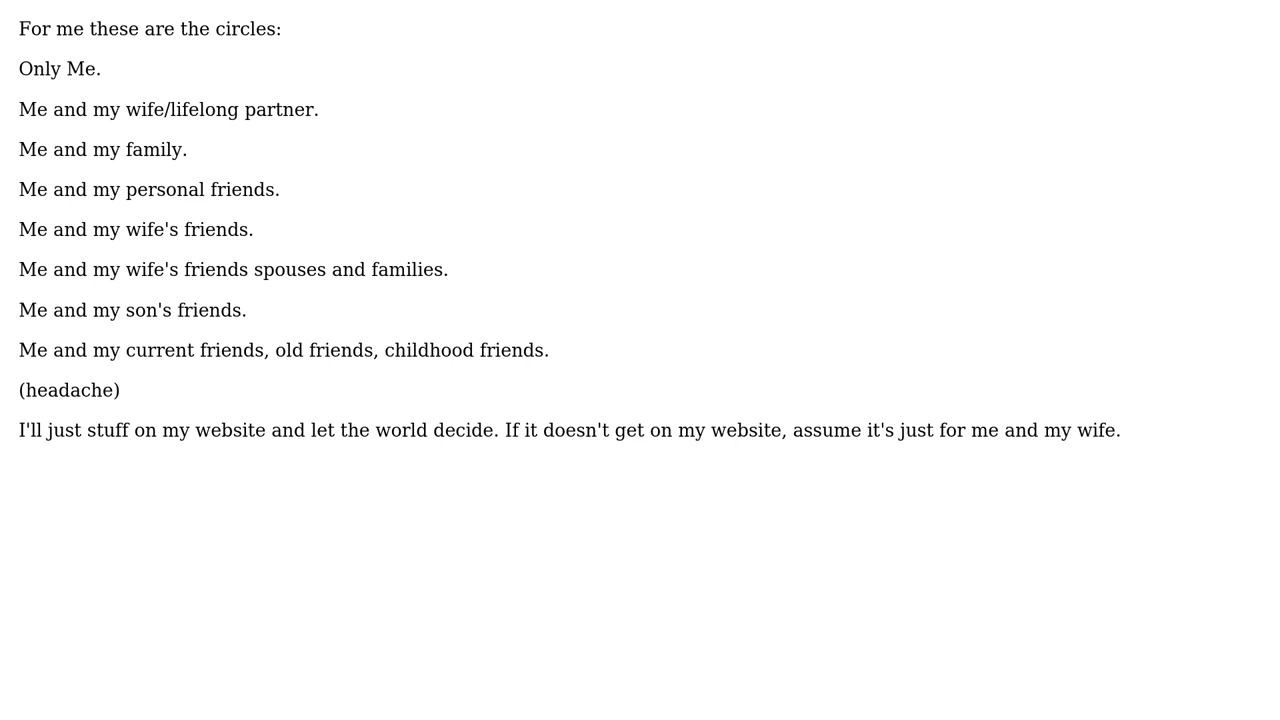 For me these are the circles:
Only Me.
Me and my wife/lifelong partner.
Me and my family.
Me and my personal friends.
Me and my wife's friends.
Me and my wife's friends spouses and families.
Me and my son's friends.
Me and my current friends, old friends, childhood friends.
(headache)
I'll just stuff on my website and let the world decide. If it doesn't get on my website, assume it's just for me and my wife.